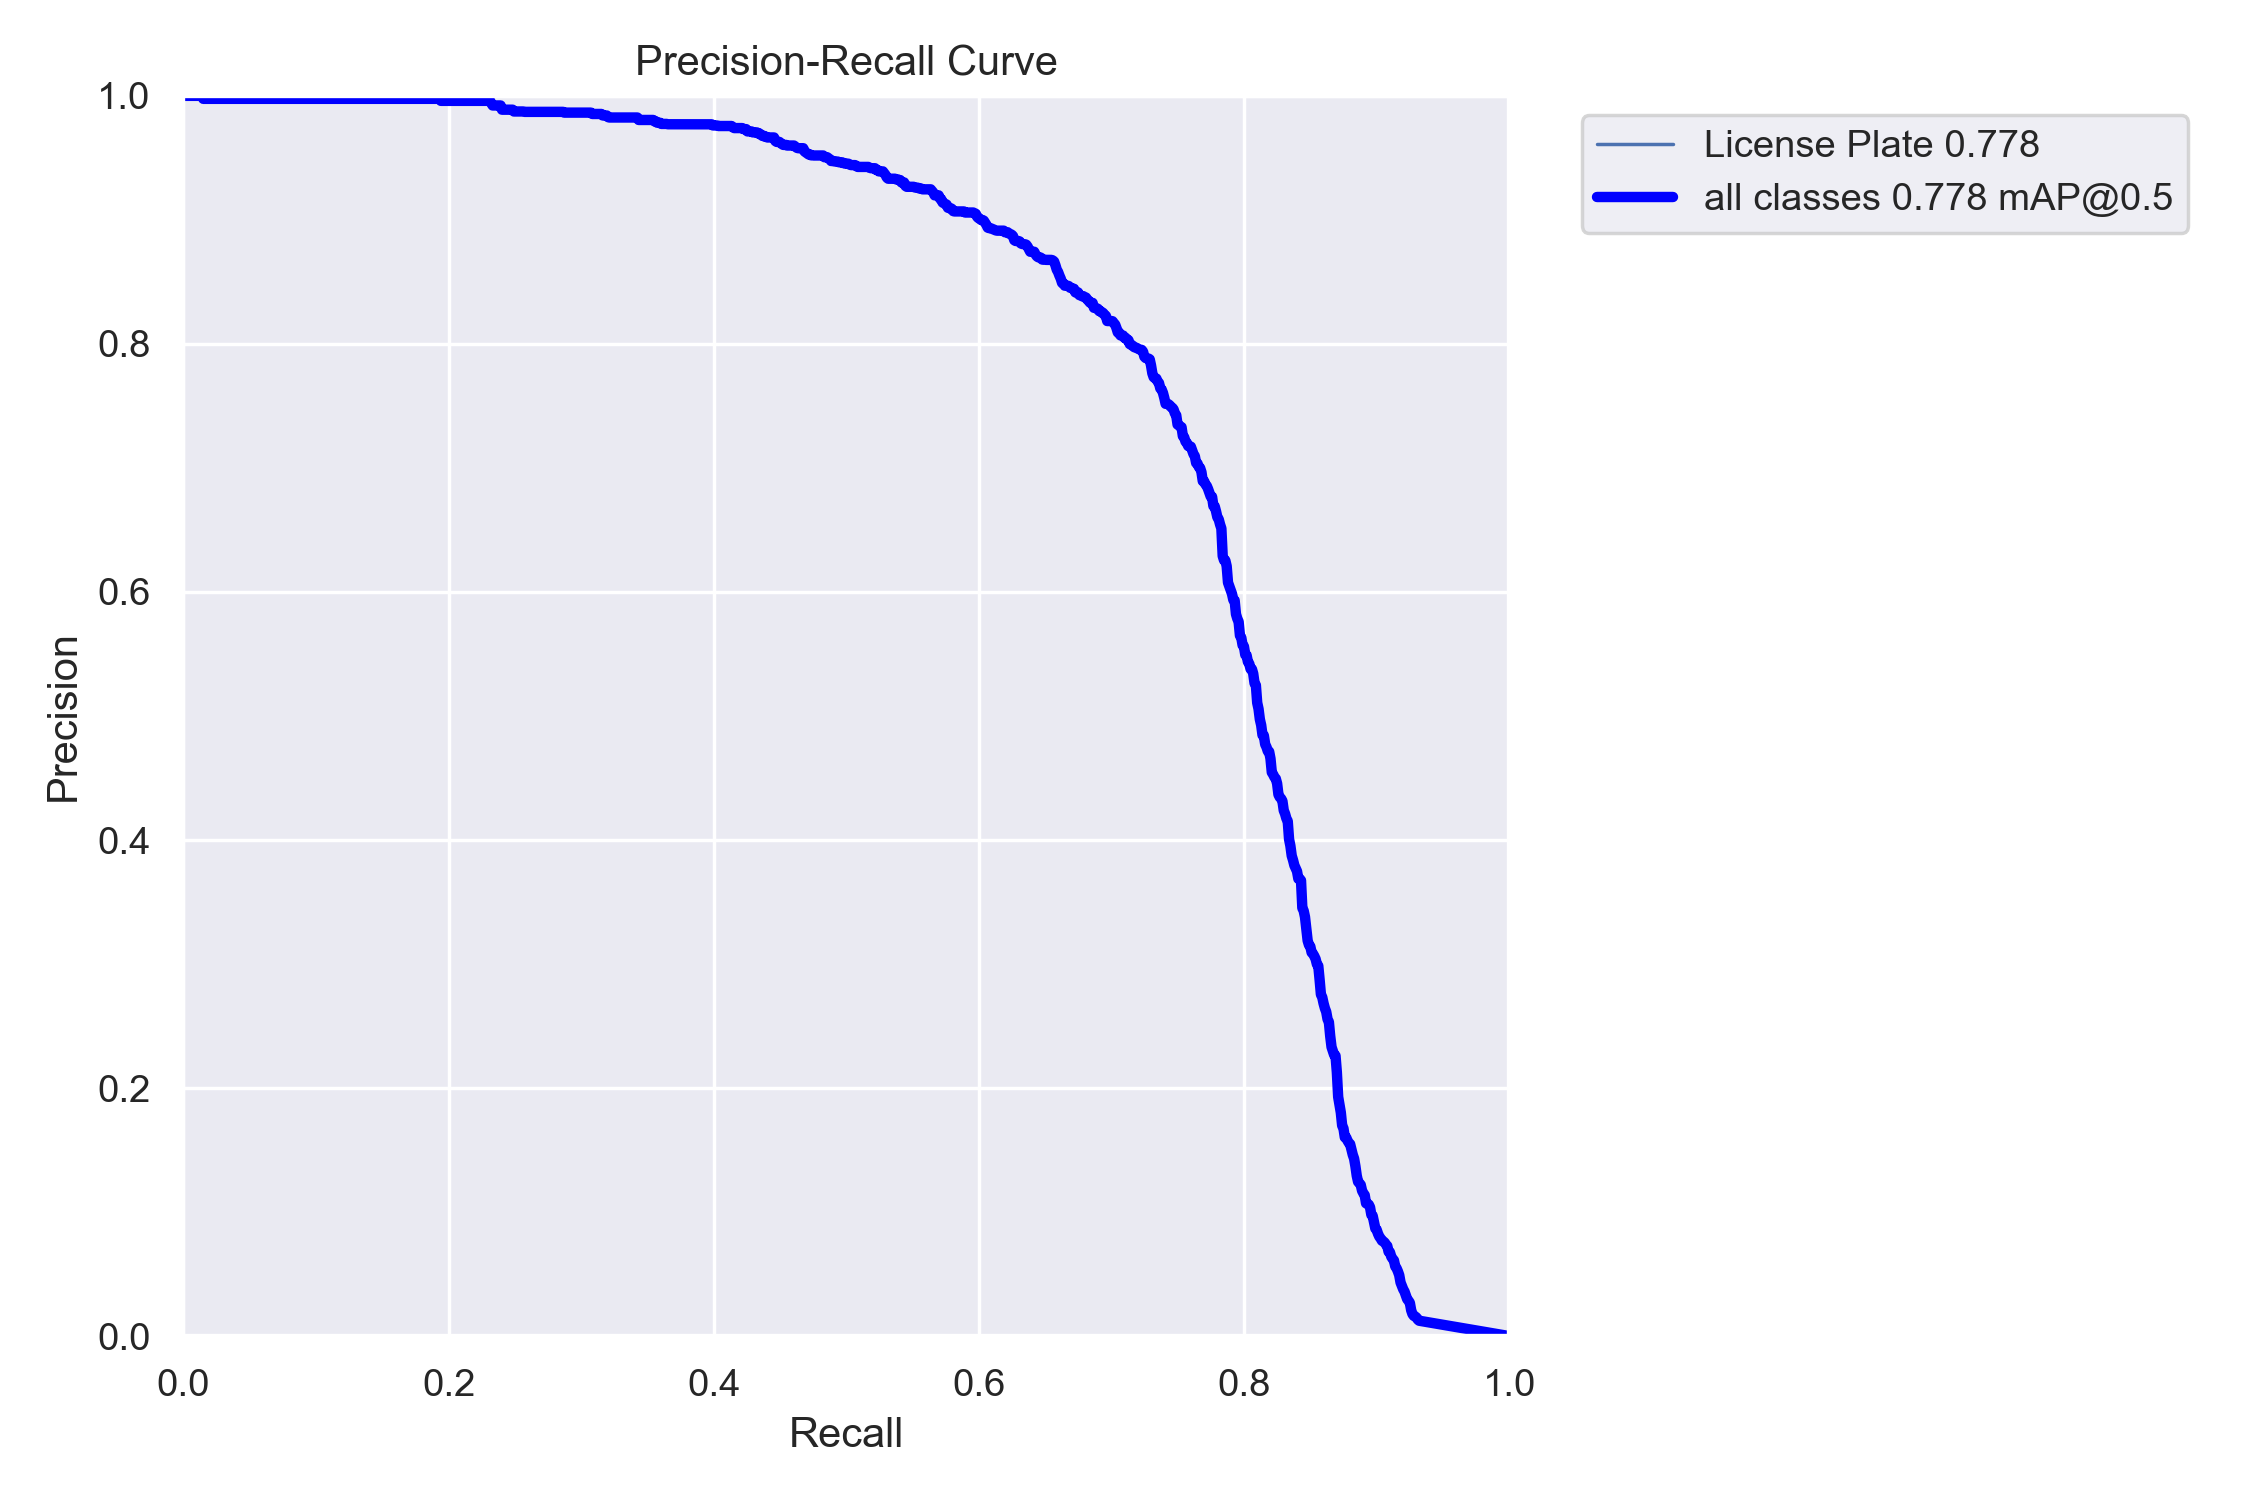 Precision-Recall Curve
1.0
0.8
0.6
0.4
0.2
0.0
Precision
0.0 0.2 0.4 0.6 0.8 1.0
Recall
License Plate 0.778
all classes 0.778 mAP@0.5